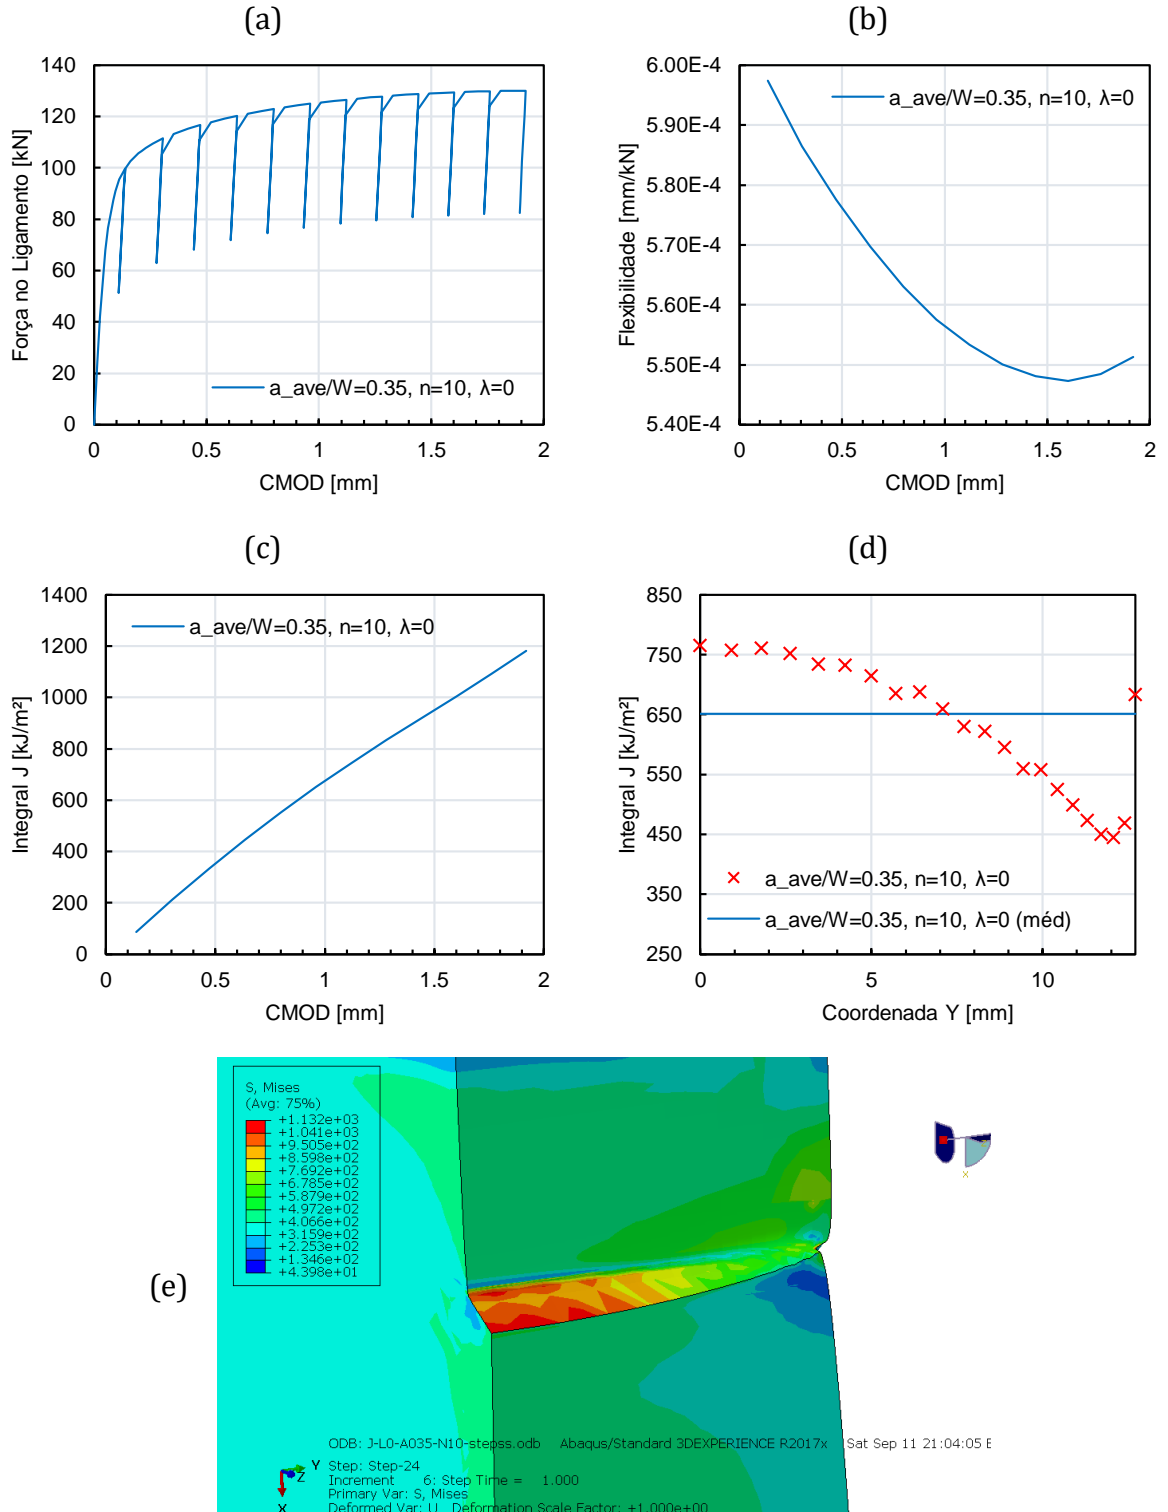 (a)
Força no Ligamento [kN]
140
120
100
80
60
40
20
0
a_ave/W=0.35, n=10, λ=0
0 0.5 1 1.5 2
CMOD [mm]
(b)
Flexibilidade [mm/kN]
6.00E-4
5.90E-4
5.80E-4
5.70E-4
5.60E-4
5.50E-4
5.40E-4
a_ave/W=0.35, n=10, λ=0
0 0.5 1 1.5 2
CMOD [mm]
(c)
Integral J [kJ/m²]
1400
1200
1000
800
600
400
200
0
a_ave/W=0.35, n=10, λ=0
0 0.5 1 1.5 2
CMOD [mm]
(d)
Integral J [kJ/m²]
850
750
650
550
450
350
250
a_ave/W=0.35, n=10, λ=0
a_ave/W=0.35, n=10, λ=0 (méd)
0 5 10
Coordenada Y [mm]
(e)
S, Mises
(Avg: 75%)
+1.132e+03
+1.041e+03
+9.505e+02
+8.598e+02
+7.692e+02
+6.785e+02
+5.879e+02
+4.972e+02
+4.066e+02
+3.159e+02
+2.253e+02
+1.346e+02
+4.398e+01
X
ODB: J-L0-A035-N10-stepss.odb Abaqus/Standard 3DEXPERIENCE R2017x Sat Sep 11 21:04:05
Y
Z
X
Step: Step-24
Increment 6: Step Time = 1.000
Primary Var: S, Mises
Deformed Var: U Deformation Scale Factor: +1.000e+00